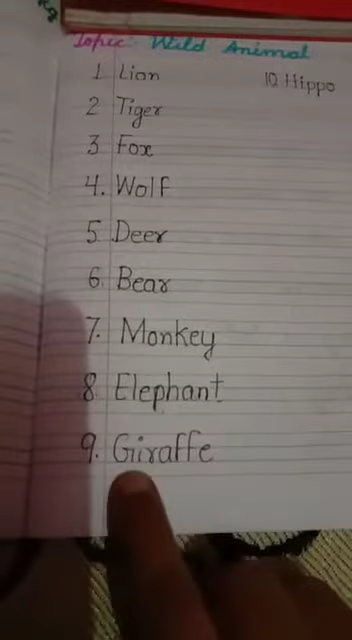 Topic: Wild Animal
1 Lion
2 Tiger
3 Fox
4. Wolf
5 Deer
6. Bear
7. Monkey
8 Elephant
9. Giraffe
10 Hippo